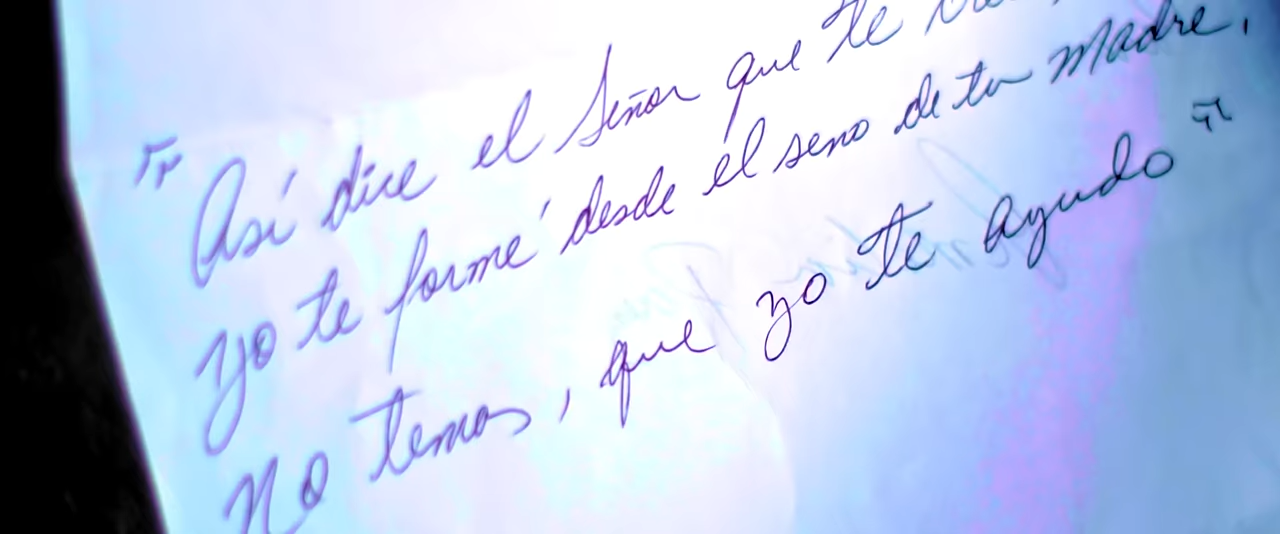 "Así dice el Señor que te
yo te formé desde el seno de tu madre,
No temas, que yo te ayudo"